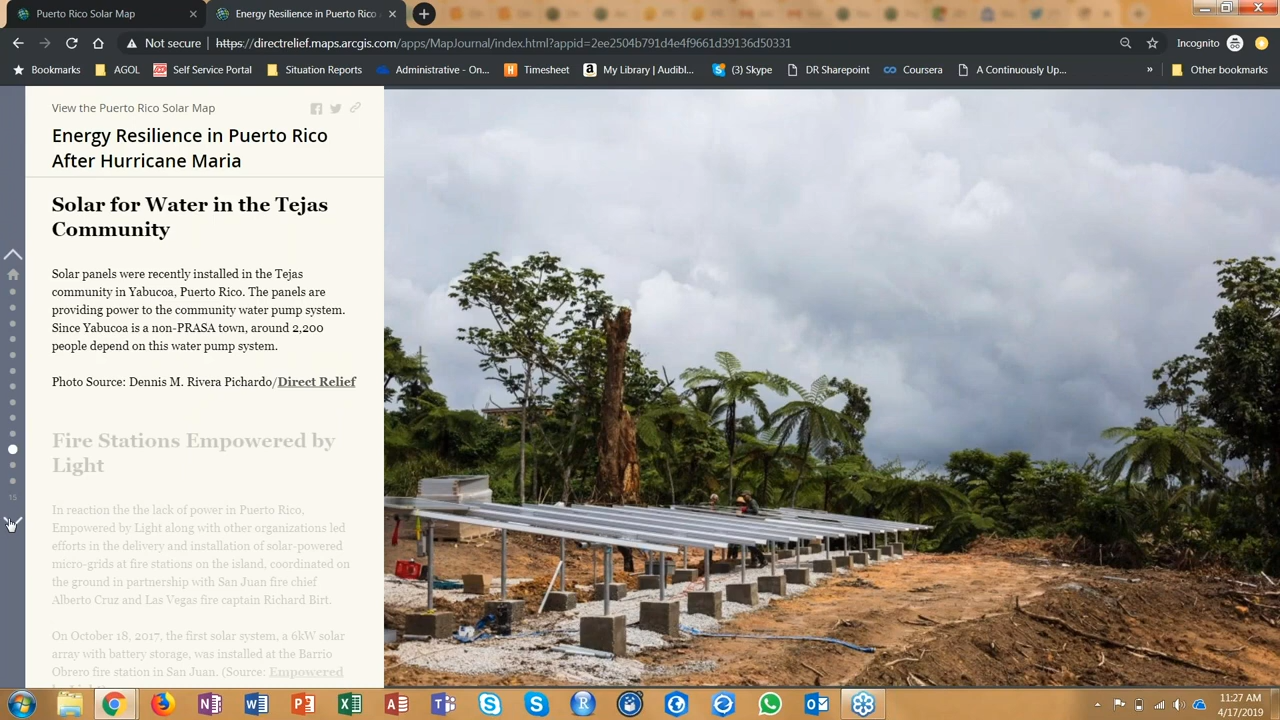 Puerto Rico Solar Map
Energy Resilience in Puerto Rico
Not secure
https://directrelief.maps.arcgis.com/apps/MapJournal/index.html?appid=2ee2504b791d4e4f9661d39136d50331
Incognito
Bookmarks
AGOL
Self Service Portal
Situation Reports
Administrative - On...
Timesheet
My Library | Audibl...
(3) Skype
DR Sharepoint
Coursera
A Continuously Up...
»
Other bookmarks
View the Puerto Rico Solar Map
Energy Resilience in Puerto Rico
After Hurricane Maria
Solar for Water in the Tejas
Community
Solar panels were recently installed in the Tejas
community in Yabucoa, Puerto Rico. The panels are
providing power to the community water pump system.
Since Yabucoa is a non-PRASA town, around 2,200
people depend on this water pump system.
Photo Source: Dennis M. Rivera Pichardo/Direct Relief
Fire Stations Empowered by
Light
In reaction the the lack of power in Puerto Rico,
Empowered by Light along with other organizations led
efforts in the delivery and installation of solar-powered
micro-grids at fire stations on the island, coordinated on
the ground in partnership with San Juan fire chief
Alberto Cruz and Las Vegas fire captain Richard Birt.
On October 18, 2017, the first solar system, a 6kW solar
array with battery storage, was installed at the Barrio
Obrero fire station in San Juan. (Source: Empowered
15
11:27 AM
4/17/2019